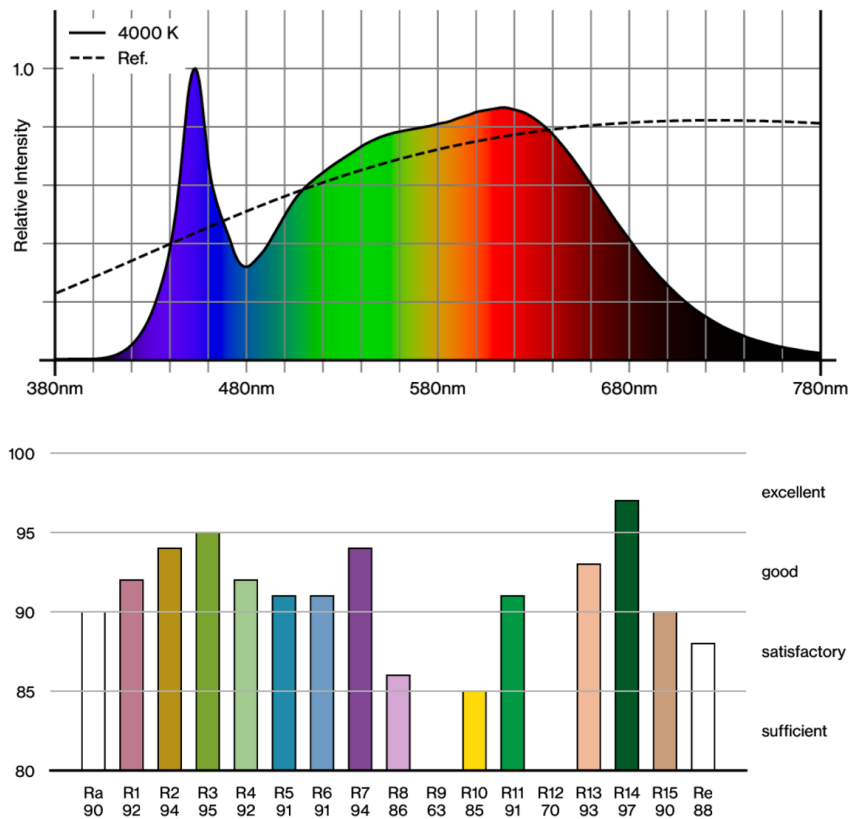 4000 K
Ref.
1.0
Relative Intensity
380nm 480nm 580nm 680nm 780nm
100
excellent
95
good
90
satisfactory
85
sufficient
80
Ra R1 R2 R3 R4 R5 R6 R7 R8 R9 R10 R11 R12 R13 R14 R15 Re
90 92 94 95 92 91 91 94 86 63 85 91 70 93 97 90 88